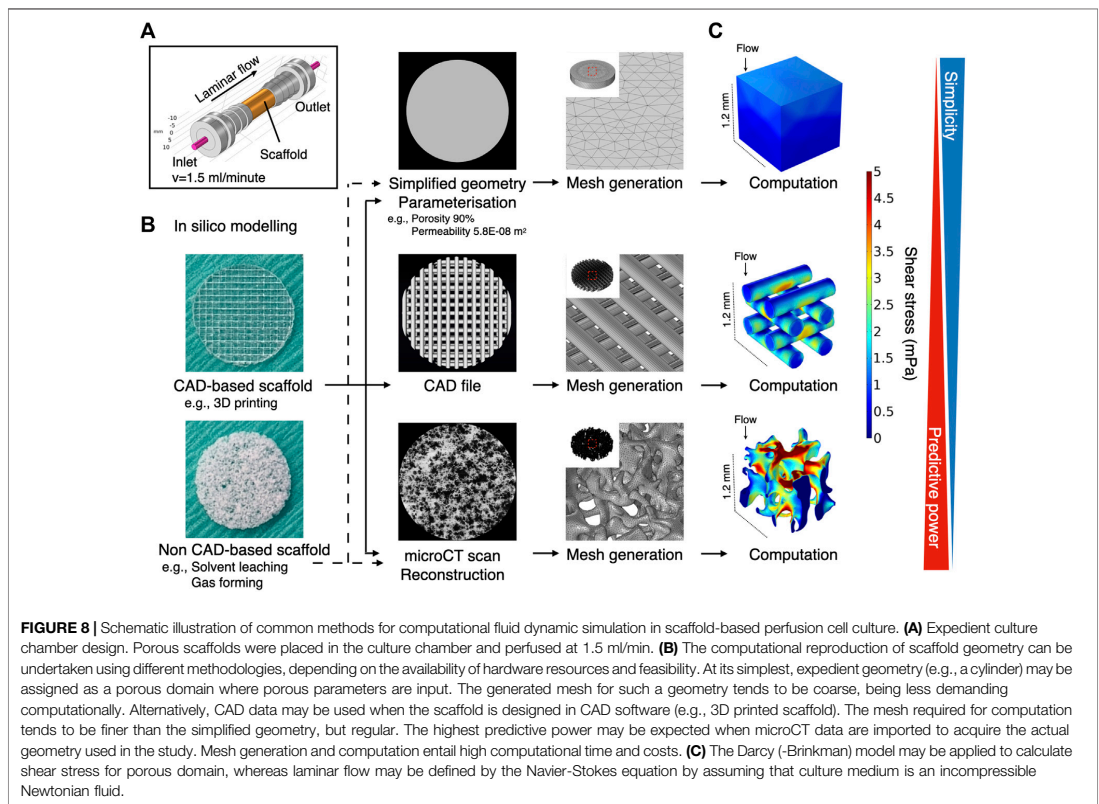 A
Laminar flow
Outlet
-10
-5
0
5
10
mm
Scaffold
Inlet
v=1.5 ml/minute
Simplified geometry
Parameterisation
e.g., Porosity 90%
Permeability 5.8E-08 m²
Mesh generation
C
Flow
1.2 mm
Computation
B
In silico modelling
CAD-based scaffold
e.g., 3D printing
CAD file
Mesh generation
Flow
1.2 mm
Computation
Non CAD-based scaffold
e.g., Solvent leaching
Gas forming
microCT scan
Reconstruction
Mesh generation
Flow
1.2 mm
Computation
5
4.5
4
3.5
3
2.5
2
1.5
1
0.5
0
Shear stress (mPa)
Simplicity
Predictive power
FIGURE 8 | Schematic illustration of common methods for computational fluid dynamic simulation in scaffold-based perfusion cell culture. (A) Expedient culture
chamber design. Porous scaffolds were placed in the culture chamber and perfused at 1.5 ml/min. (B) The computational reproduction of scaffold geometry can be
undertaken using different methodologies, depending on the availability of hardware resources and feasibility. At its simplest, expedient geometry (e.g., a cylinder) may be
assigned as a porous domain where porous parameters are input. The generated mesh for such a geometry tends to be coarse, being less demanding
computationally. Alternatively, CAD data may be used when the scaffold is designed in CAD software (e.g., 3D printed scaffold). The mesh required for computation
tends to be finer than the simplified geometry, but regular. The highest predictive power may be expected when microCT data are imported to acquire the actual
geometry used in the study. Mesh generation and computation entail high computational time and costs. (C) The Darcy (-Brinkman) model may be applied to calculate
shear stress for porous domain, whereas laminar flow may be defined by the Navier-Stokes equation by assuming that culture medium is an incompressible
Newtonian fluid.